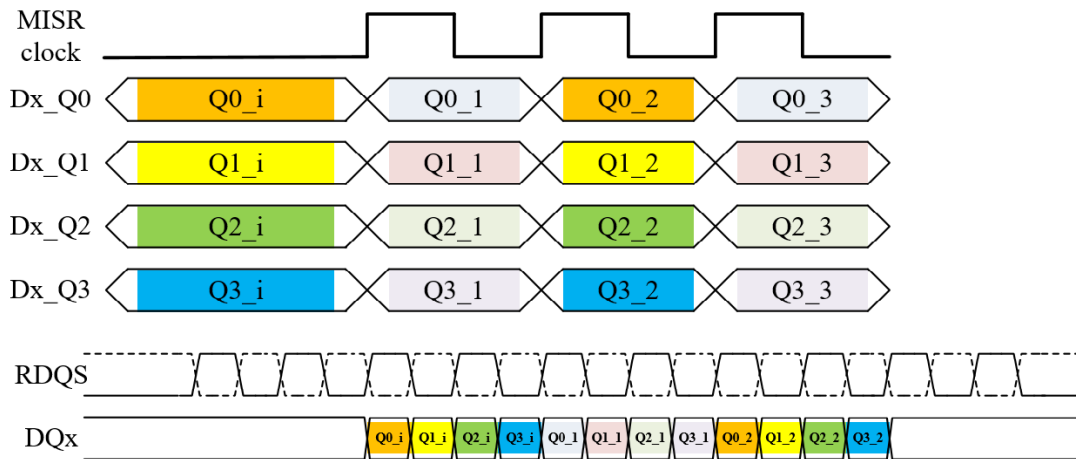 MISR
clock
Dx_Q0 Q0_i Q0_1 Q0_2 Q0_3
Dx_Q1 Q1_i Q1_1 Q1_2 Q1_3
Dx_Q2 Q2_i Q2_1 Q2_2 Q2_3
Dx_Q3 Q3_i Q3_1 Q3_2 Q3_3
RDQS
DQx Q0_i Q1_i Q2_i Q3_i Q0_1 Q1_1 Q2_1 Q3_1 Q0_2 Q1_2 Q2_2 Q3_2